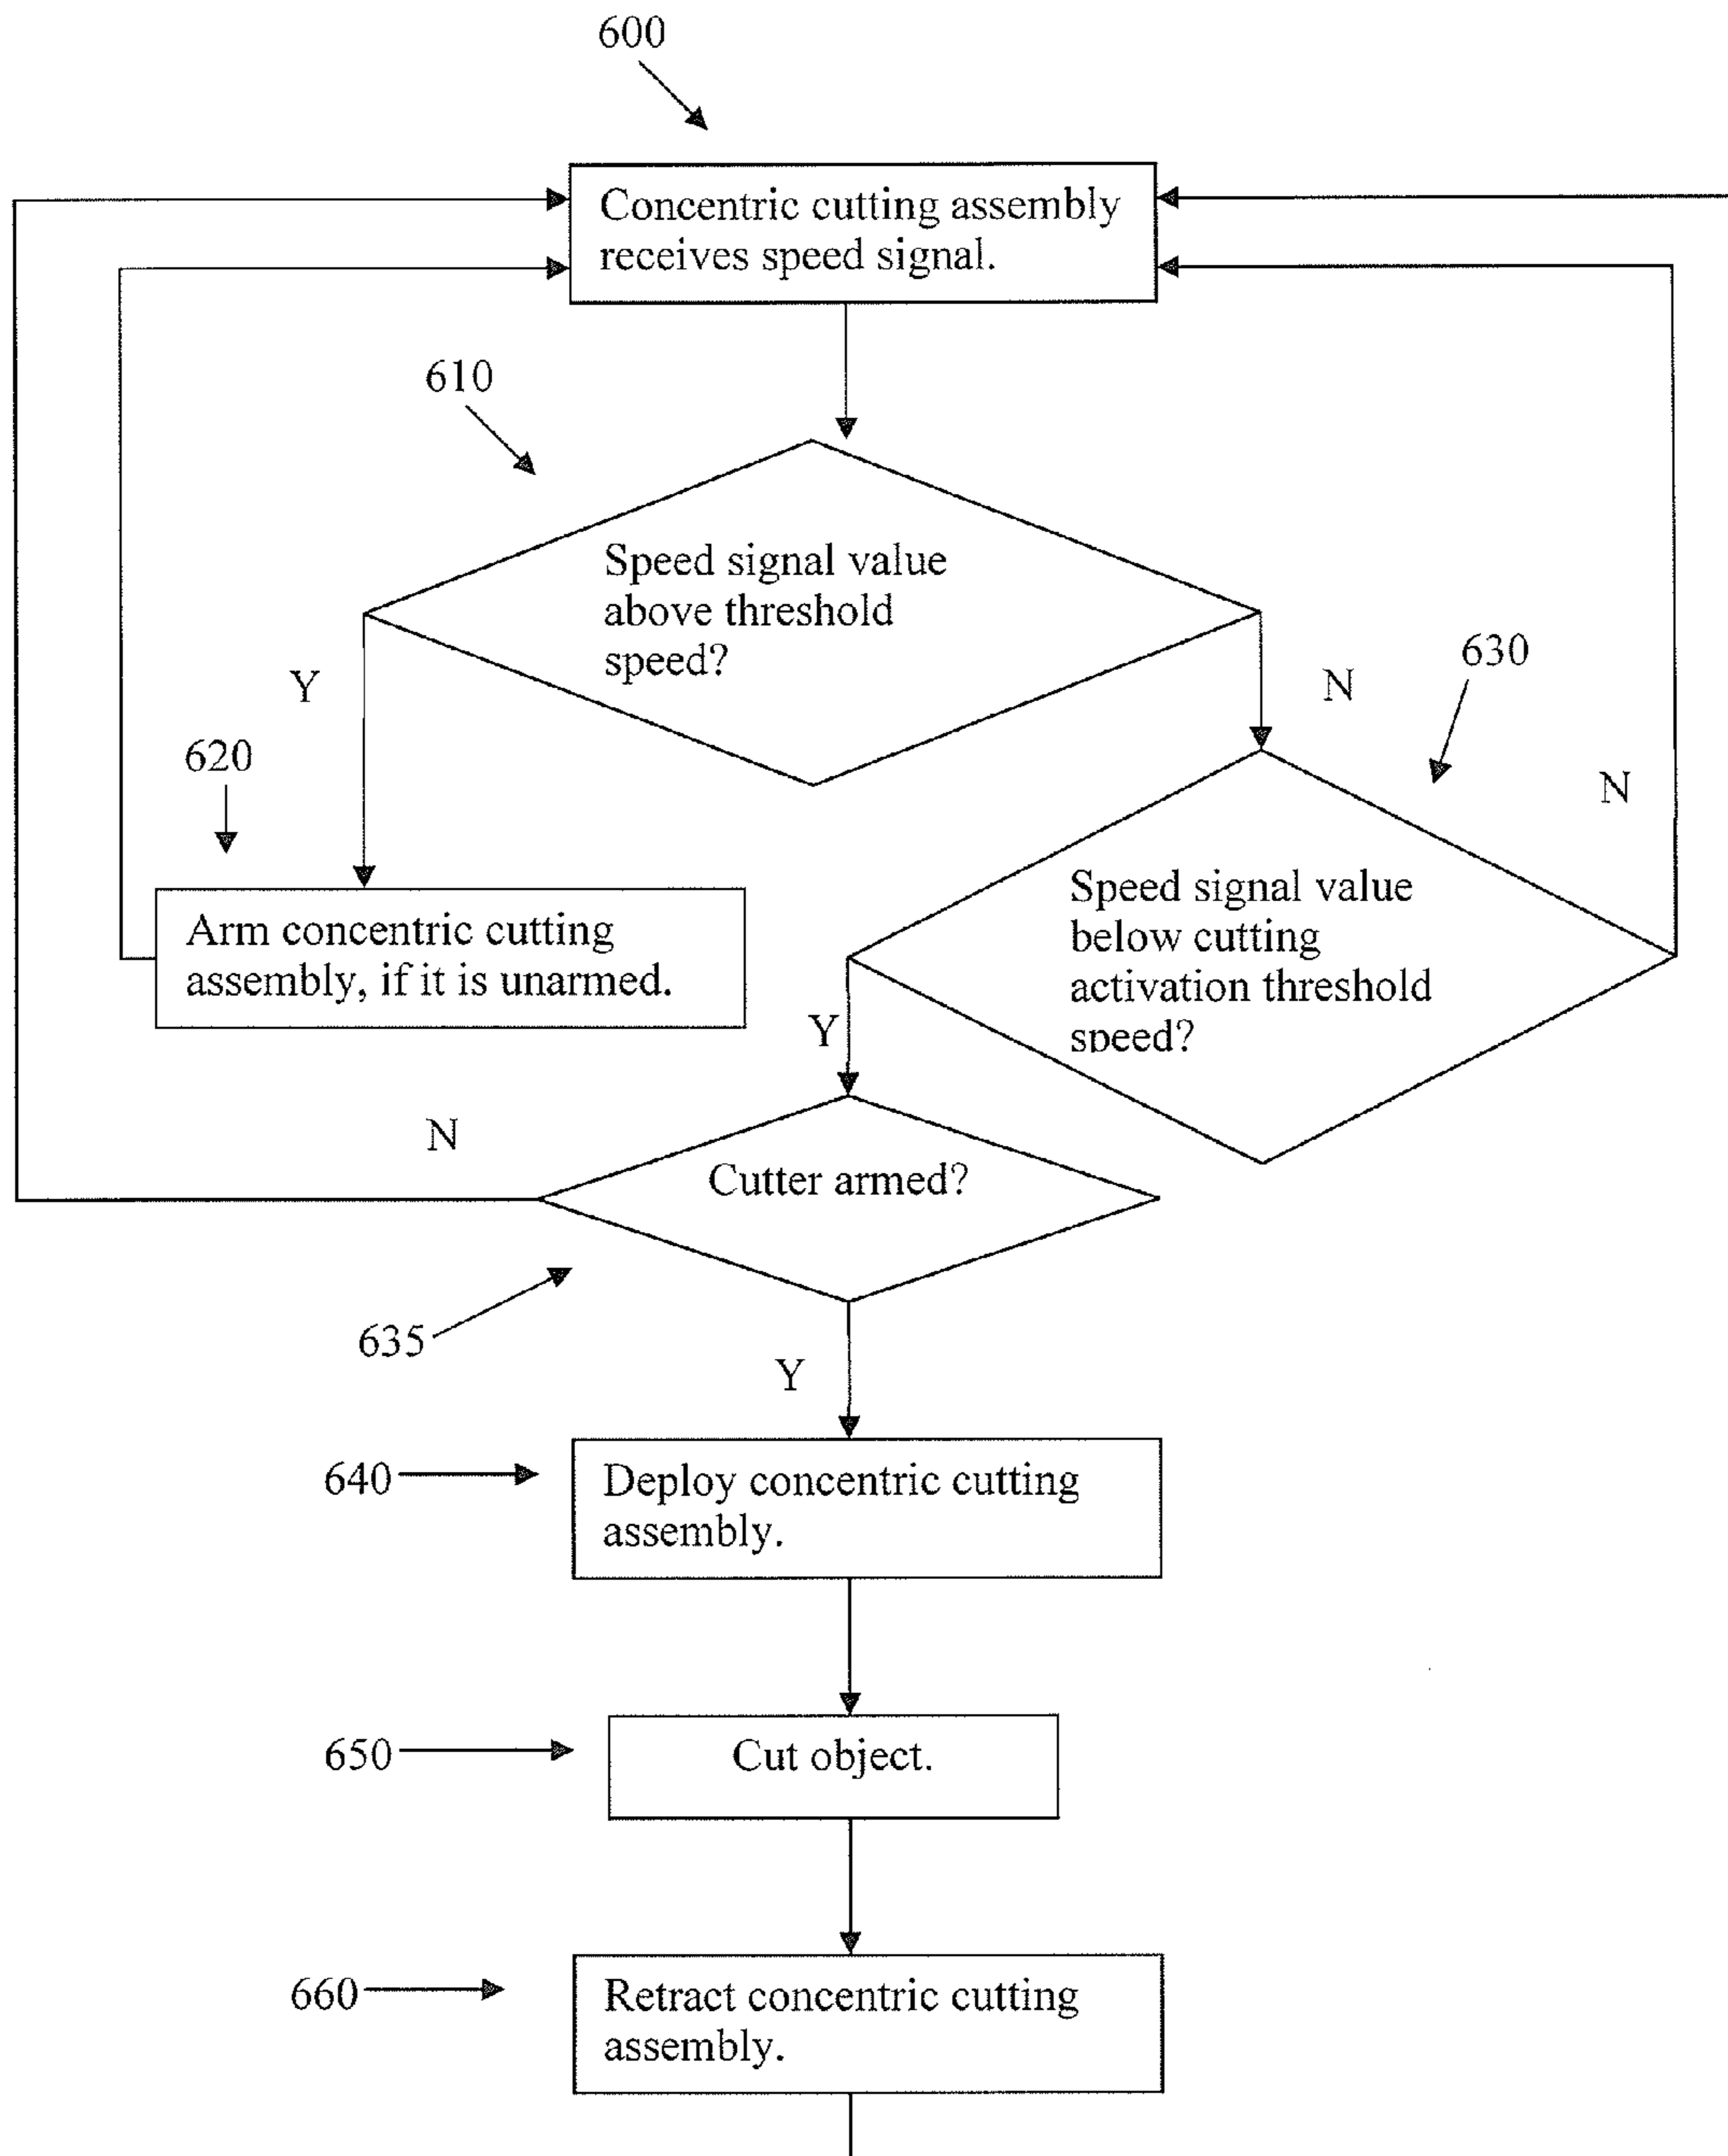 600
Concentric cutting assembly
receives speed signal.
610
Speed signal value
above threshold
speed?
Y
N
630
620
N
Arm concentric cutting
assembly, if it is unarmed.
Speed signal value
below cutting
activation threshold
speed?
Y
N
Cutter armed?
635
Y
640
Deploy concentric cutting
assembly.
650
Cut object.
660
Retract concentric cutting
assembly.